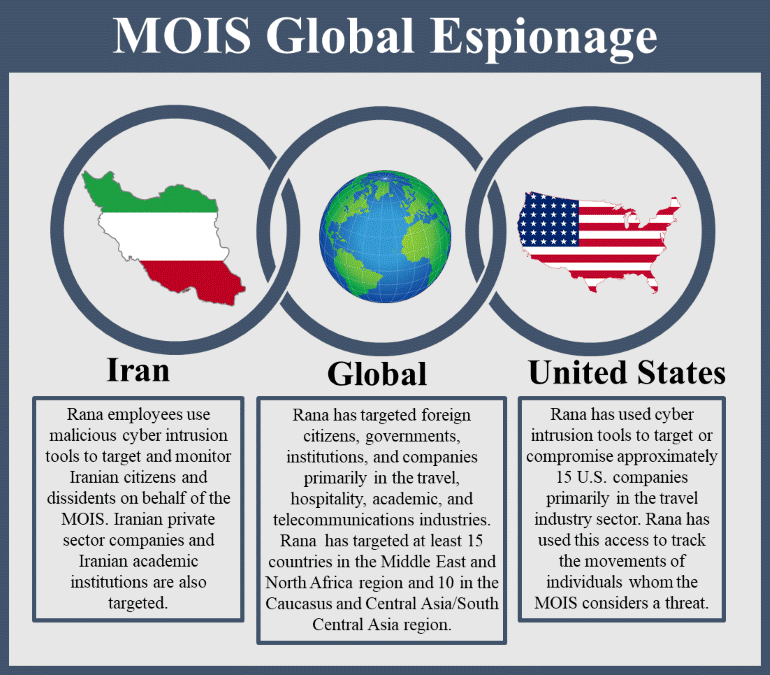 MOIS Global Espionage
Iran
Rana employees use
malicious cyber intrusion
tools to target and monitor
Iranian citizens and
dissidents on behalf of the
MOIS. Iranian private
sector companies and
Iranian academic
institutions are also
targeted.
Global
Rana has targeted foreign
citizens, governments,
institutions, and companies
primarily in the travel,
hospitality, academic, and
telecommunications industries.
Rana has targeted at least 15
countries in the Middle East and
North Africa region and 10 in the
Caucasus and Central Asia/South
Central Asia region.
United States
Rana has used cyber
intrusion tools to target or
compromise approximately
15 U.S. companies
primarily in the travel
industry sector. Rana has
used this access to track
the movements of
individuals whom the
MOIS considers a threat.